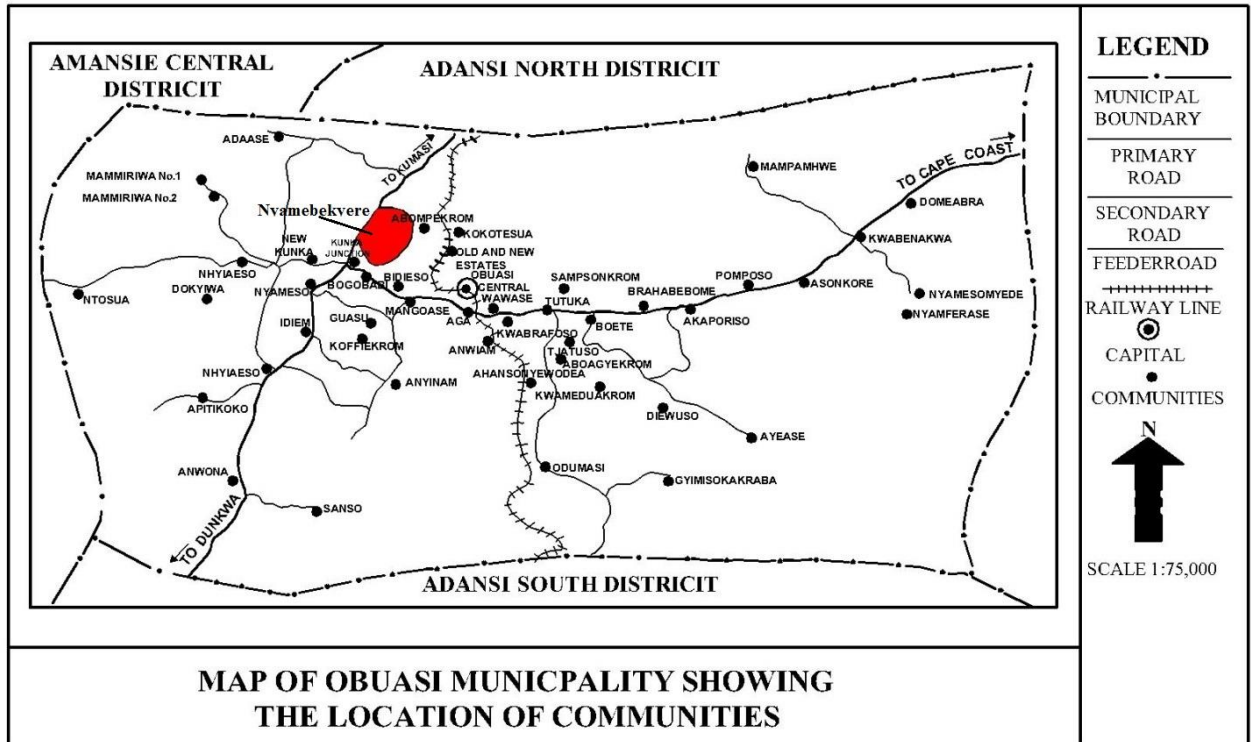 AMANSIE CENTRAL
DISTRICIT
ADANSI NORTH DISTRICIT
ADAASE
TO KUMASI
MAMPAMHWE
TO CAPE COAST
MAMMIRIWA No.1
MAMMIRIWA No.2
Nvamebekvere
ABOMPEKROM
KOKOTESUA
DOMEABRA
KWABENAKWA
NEW
KUNKA
KUNKA
JUNCTION
OLD AND NEW
ESTATES
NHYIAESO
BIDIESO
OBUASI
CENTRAL
SAMPSONKROM
POMPOSO
ASONKORE
NTOSUA
DOKYIWA
NYAMESO
BOGOBADI
WAWASE
BRAHABEBOME
NYAMESOMYEDE
MANGOASE
TUTUKA
AGA
AKAPORISO
NYAMFERASE
IDIEM
GUASU
KWABRAFOSO
BOETE
KOFFIEKROM
ANWIAM
TJATUSO
ABOAGYEKROM
NHYIAESO
ANYINAM
AHANSONYEWODEA
KWAMEDUAKROM
APITIKOKO
DIEWUSO
AYEASE
ANWONA
ODUMASI
GYIMISOKAKRABA
SANSO
TO DUNKWA
ADANSI SOUTH DISTRICIT
LEGEND
MUNICIPAL
BOUNDARY
PRIMARY
ROAD
SECONDARY
ROAD
FEEDERROAD
RAILWAY LINE
CAPITAL
COMMUNITIES
N
SCALE 1:75,000
MAP OF OBUASI MUNICPALITY SHOWING
THE LOCATION OF COMMUNITIES